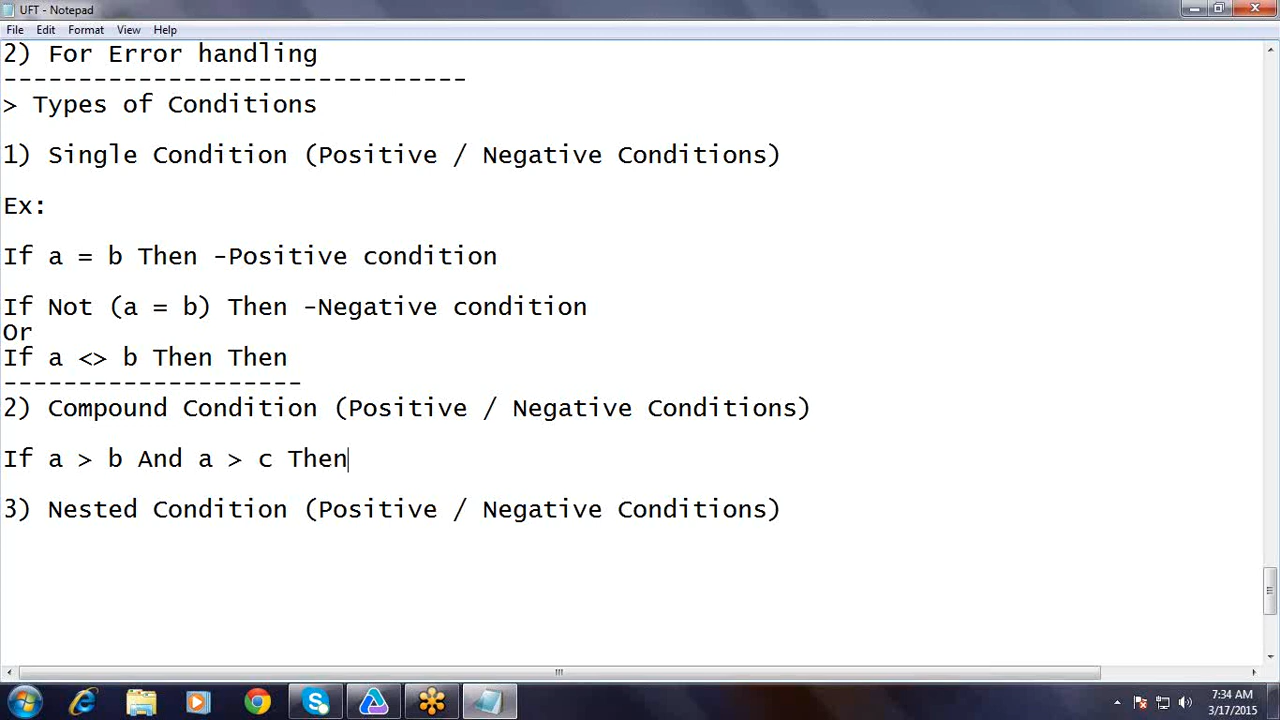 UFT - Notepad
File Edit Format View Help
2) For Error handling
-------------------------------
> Types of Conditions
1) Single Condition (Positive / Negative Conditions)
Ex:
If a = b Then -Positive condition
If Not (a = b) Then -Negative condition
Or
If a <> b Then Then
--------------------
2) Compound Condition (Positive / Negative Conditions)
If a > b And a > c Then
3) Nested Condition (Positive / Negative Conditions)
7:34 AM
3/17/2015